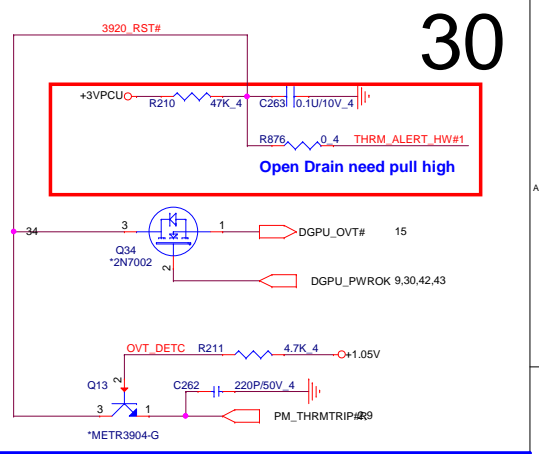 30
3920_RST#
+3VPCU
R210 47K_4 C263 0.1U/10V_4
R876 0_4 THRM_ALERT_HW#1
Open Drain need pull high
A
34 3 1 DGPU_OVT# 15
Q34
*2N7002
2
DGPU_PWROK 9,30,42,43
OVT_DETC R211 4.7K_4 +1.05V
2
Q13 C262 220P/50V_4
3 1 PM_THRMTRIP#
*METR3904-G